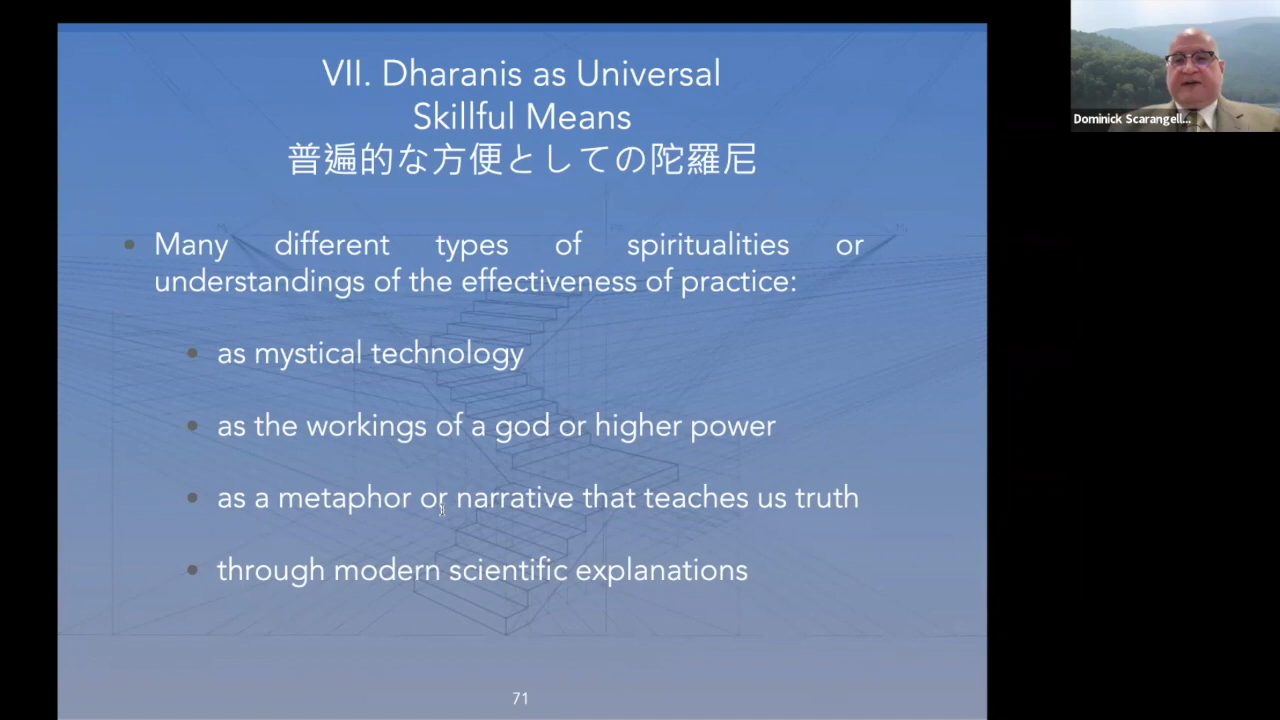 VII. Dharanis as Universal
Skillful Means
普遍的な方便としての陀羅尼
Many different types of spiritualities or
understandings of the effectiveness of practice:
as mystical technology
as the workings of a god or higher power
as a metaphor or narrative that teaches us truth
through modern scientific explanations
71
Dominick Scarangell...